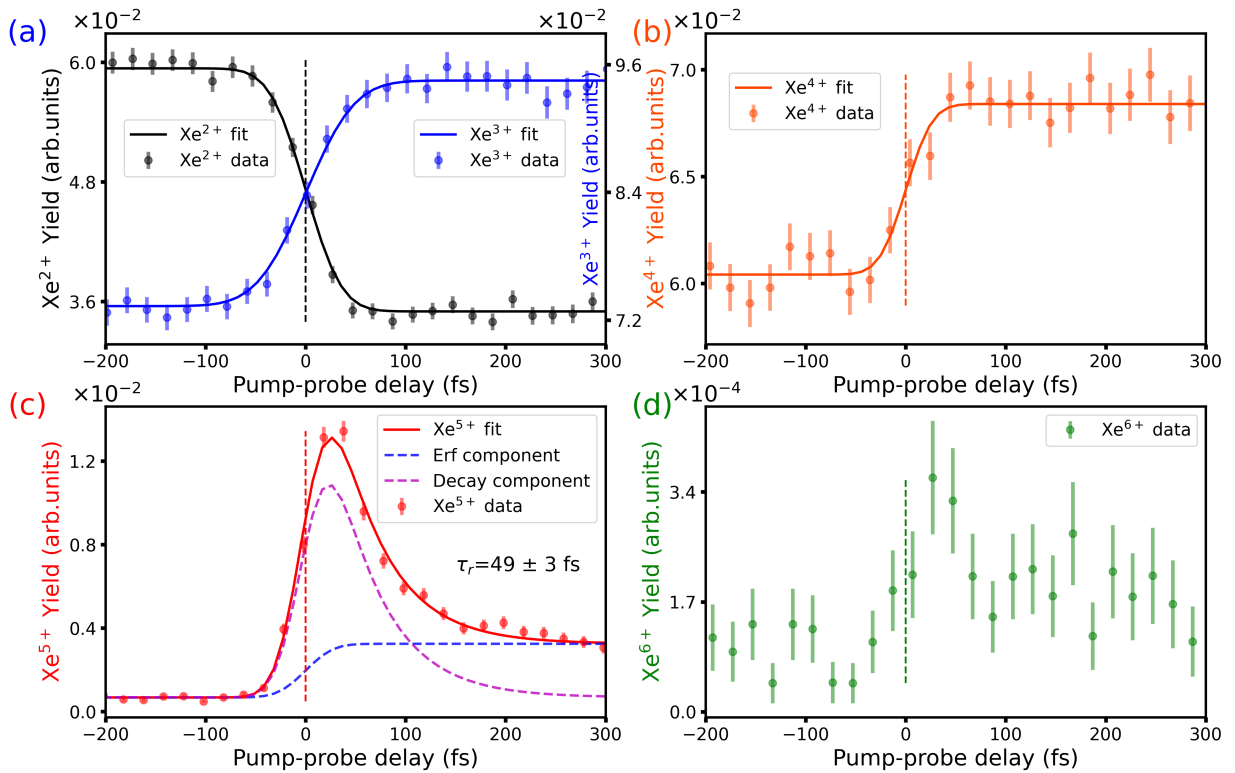 (a)
×10⁻²
×10⁻²
6.0
4.8
3.6
Xe²⁺ Yield (arb.units)
Xe²⁺ fit
Xe²⁺ data
Xe³⁺ fit
Xe³⁺ data
9.6
8.4
7.2
Xe³⁺ Yield (arb.units)
−200
−100
0
100
200
300
Pump-probe delay (fs)
(b)
×10⁻²
7.0
6.5
6.0
Xe⁴⁺ Yield (arb.units)
Xe⁴⁺ fit
Xe⁴⁺ data
−200
−100
0
100
200
300
Pump-probe delay (fs)
(c)
×10⁻²
1.2
0.8
0.4
0.0
Xe⁵⁺ Yield (arb.units)
Xe⁵⁺ fit
Erf component
Decay component
Xe⁵⁺ data
τᵣ=49 ± 3 fs
−200
−100
0
100
200
300
Pump-probe delay (fs)
(d)
×10⁻⁴
3.4
1.7
0.0
Xe⁶⁺ Yield (arb.units)
Xe⁶⁺ data
−200
−100
0
100
200
300
Pump-probe delay (fs)